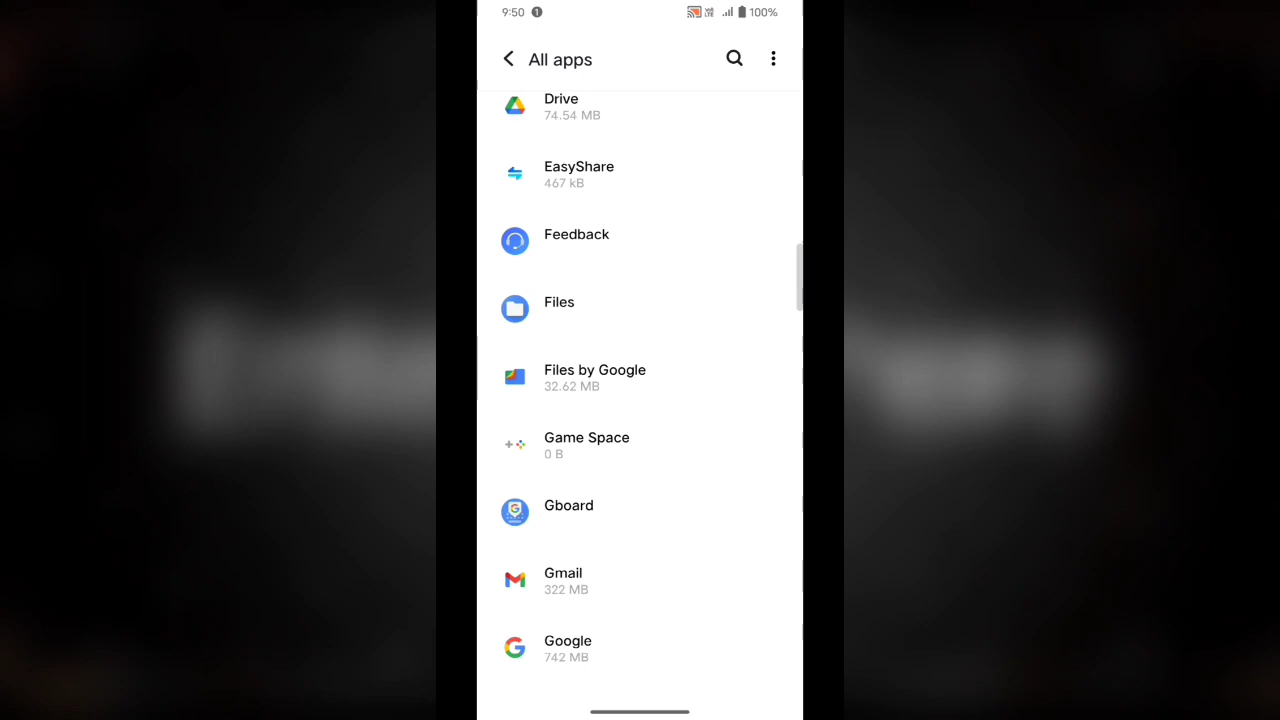 9:50 1 100%
All apps
Drive
74.54 MB
EasyShare
467 kB
Feedback
Files
Files by Google
32.62 MB
Game Space
0 B
Gboard
Gmail
322 MB
Google
742 MB